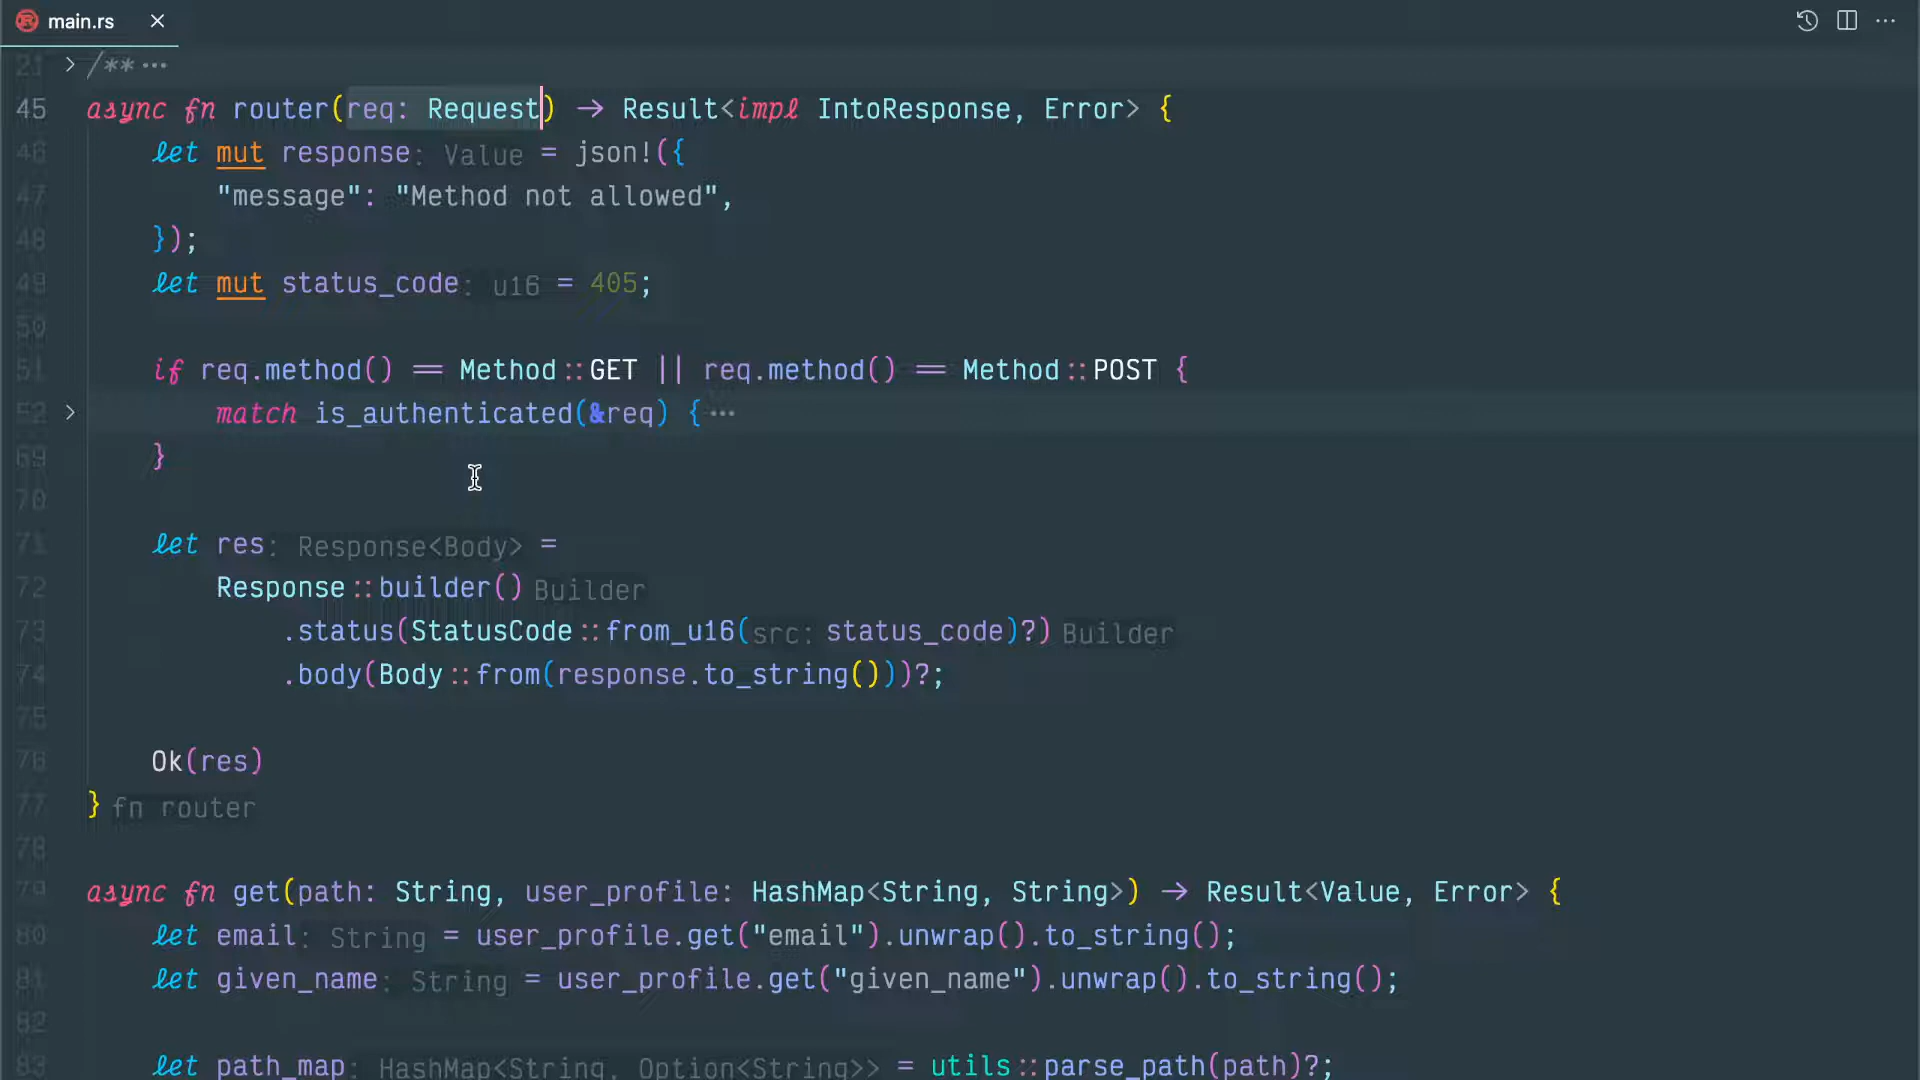 main.rs
21 /** ···
45 async fn router(req: Request) -> Result<impl IntoResponse, Error> {
46 let mut response: Value = json!({
47 "message": "Method not allowed",
48 });
49 let mut status_code: u16 = 405;
50
51 if req.method() == Method::GET || req.method() == Method::POST {
52 match is_authenticated(&req) { ···
69 }
70
71 let res: Response<Body> =
72 Response::builder() Builder
73 .status(StatusCode::from_u16(src: status_code)?) Builder
74 .body(Body::from(response.to_string()))?;
75
76 Ok(res)
77 } fn router
78
79 async fn get(path: String, user_profile: HashMap<String, String>) -> Result<Value, Error> {
80 let email: String = user_profile.get("email").unwrap().to_string();
81 let given_name: String = user_profile.get("given_name").unwrap().to_string();
82
83 let path_map: HashMap<String, Option<String>> = utils::parse_path(path)?;